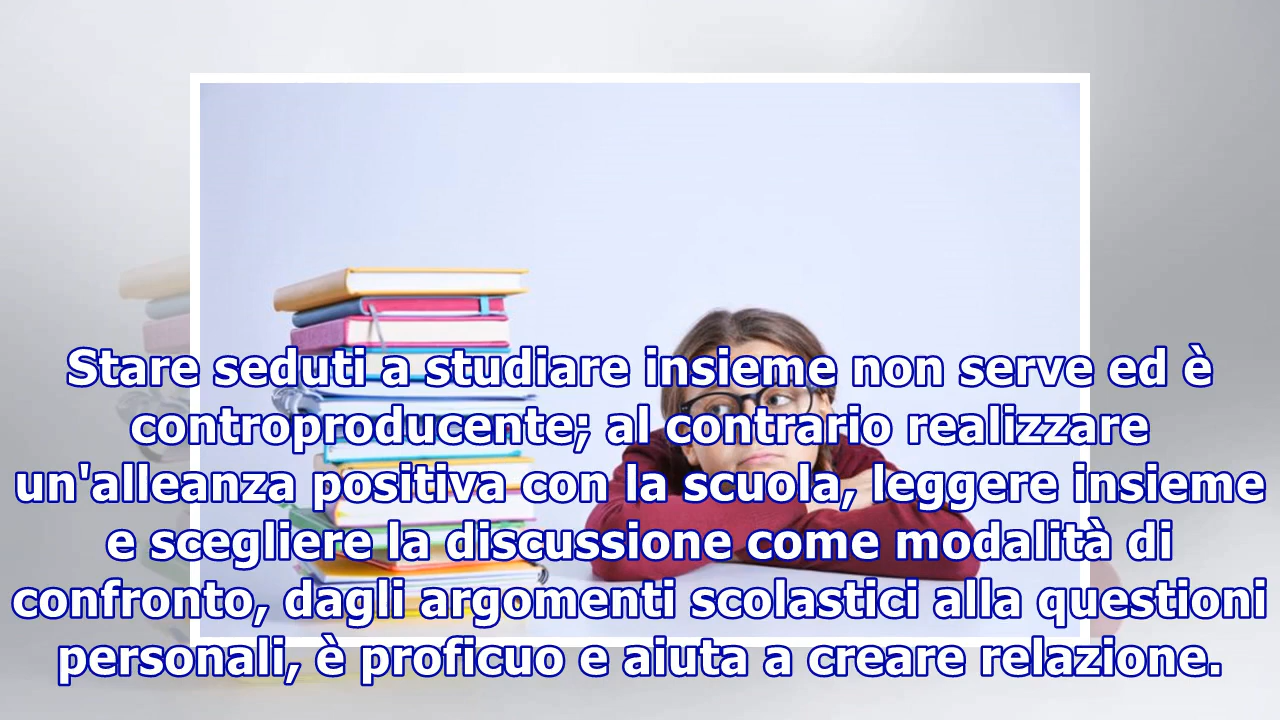 Stare seduti a studiare insieme non serve ed è
controproducente; al contrario realizzare
un'alleanza positiva con la scuola, leggere insieme
e scegliere la discussione come modalità di
confronto, dagli argomenti scolastici alla questioni
personali, è proficuo e aiuta a creare relazione.